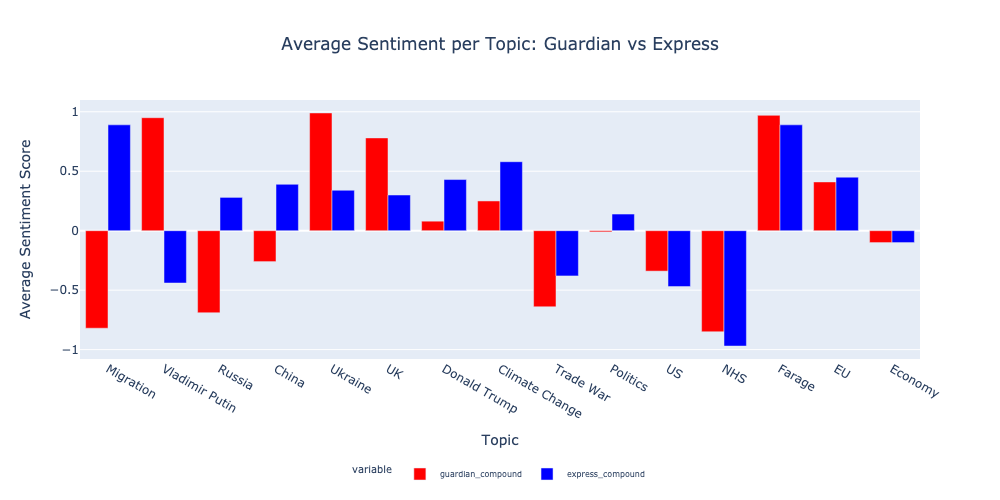 Average Sentiment per Topic: Guardian vs Express
Average Sentiment Score
1
0.5
0
−0.5
−1
Migration
Vladimir Putin
Russia
China
Ukraine
UK
Donald Trump
Climate Change
Trade War
Politics
US
NHS
Farage
EU
Economy
Topic
variable guardian_compound express_compound